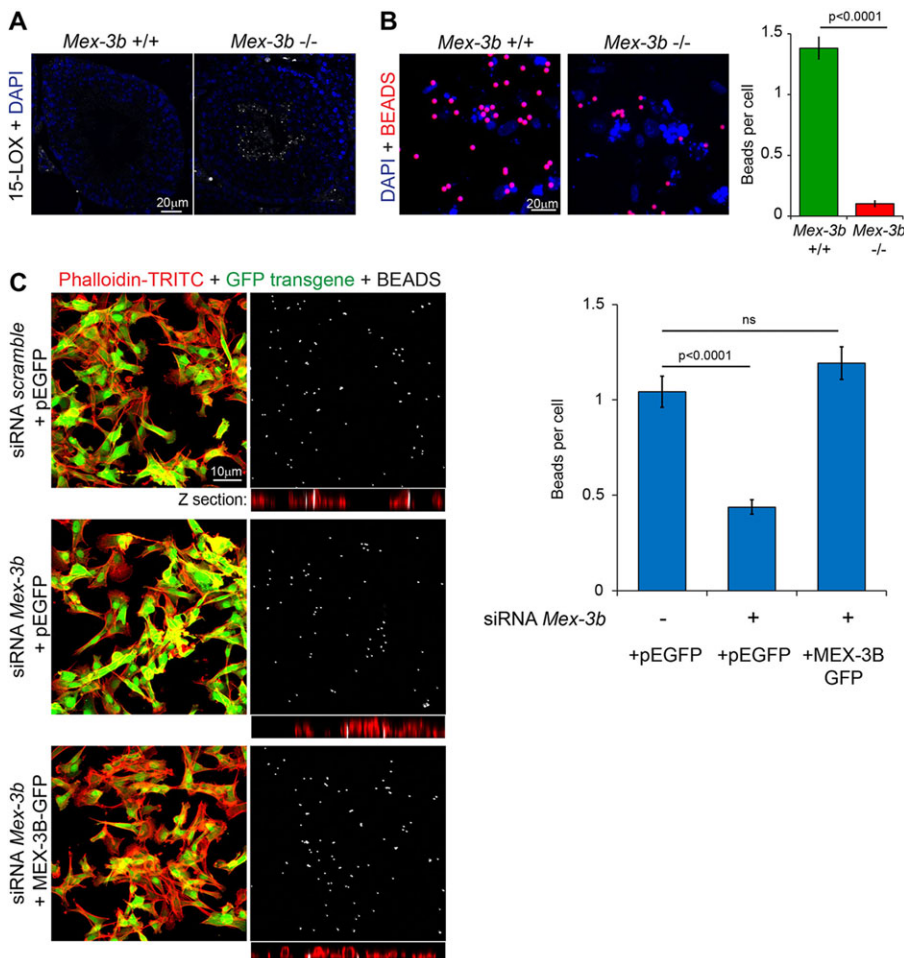 A
Mex-3b +/+
Mex-3b -/-
15-LOX + DAPI
20µm
B
Mex-3b +/+
Mex-3b -/-
DAPI + BEADS
20µm
p<0.0001
Beads per cell
1.5
1
0.5
0
Mex-3b
+/+
Mex-3b
-/-
C
Phalloidin-TRITC + GFP transgene + BEADS
siRNA scramble
+ pEGFP
10µm
Z section:
siRNA Mex-3b
+ pEGFP
siRNA Mex-3b
+ MEX-3B-GFP
Beads per cell
1.5
1
0.5
0
ns
p<0.0001
siRNA Mex-3b
-
+
+
+pEGFP
+pEGFP
+MEX-3B
GFP